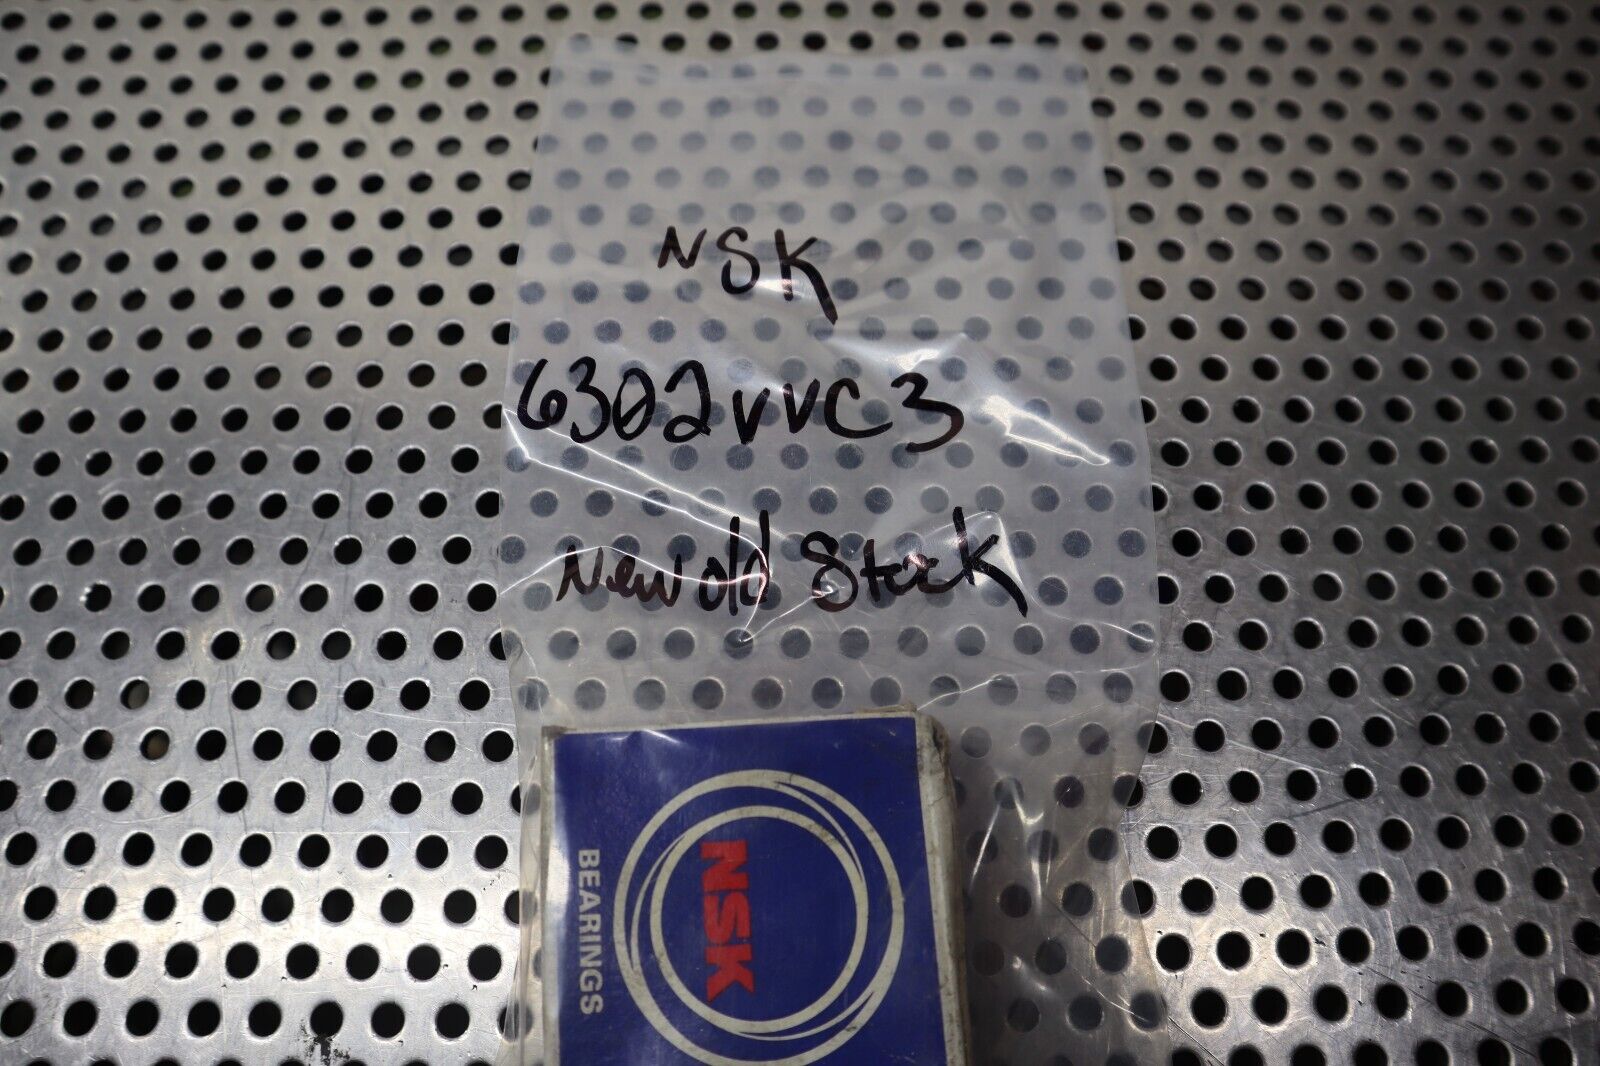 NSK
6302VVC3
New old Stock
NSK
BEARINGS